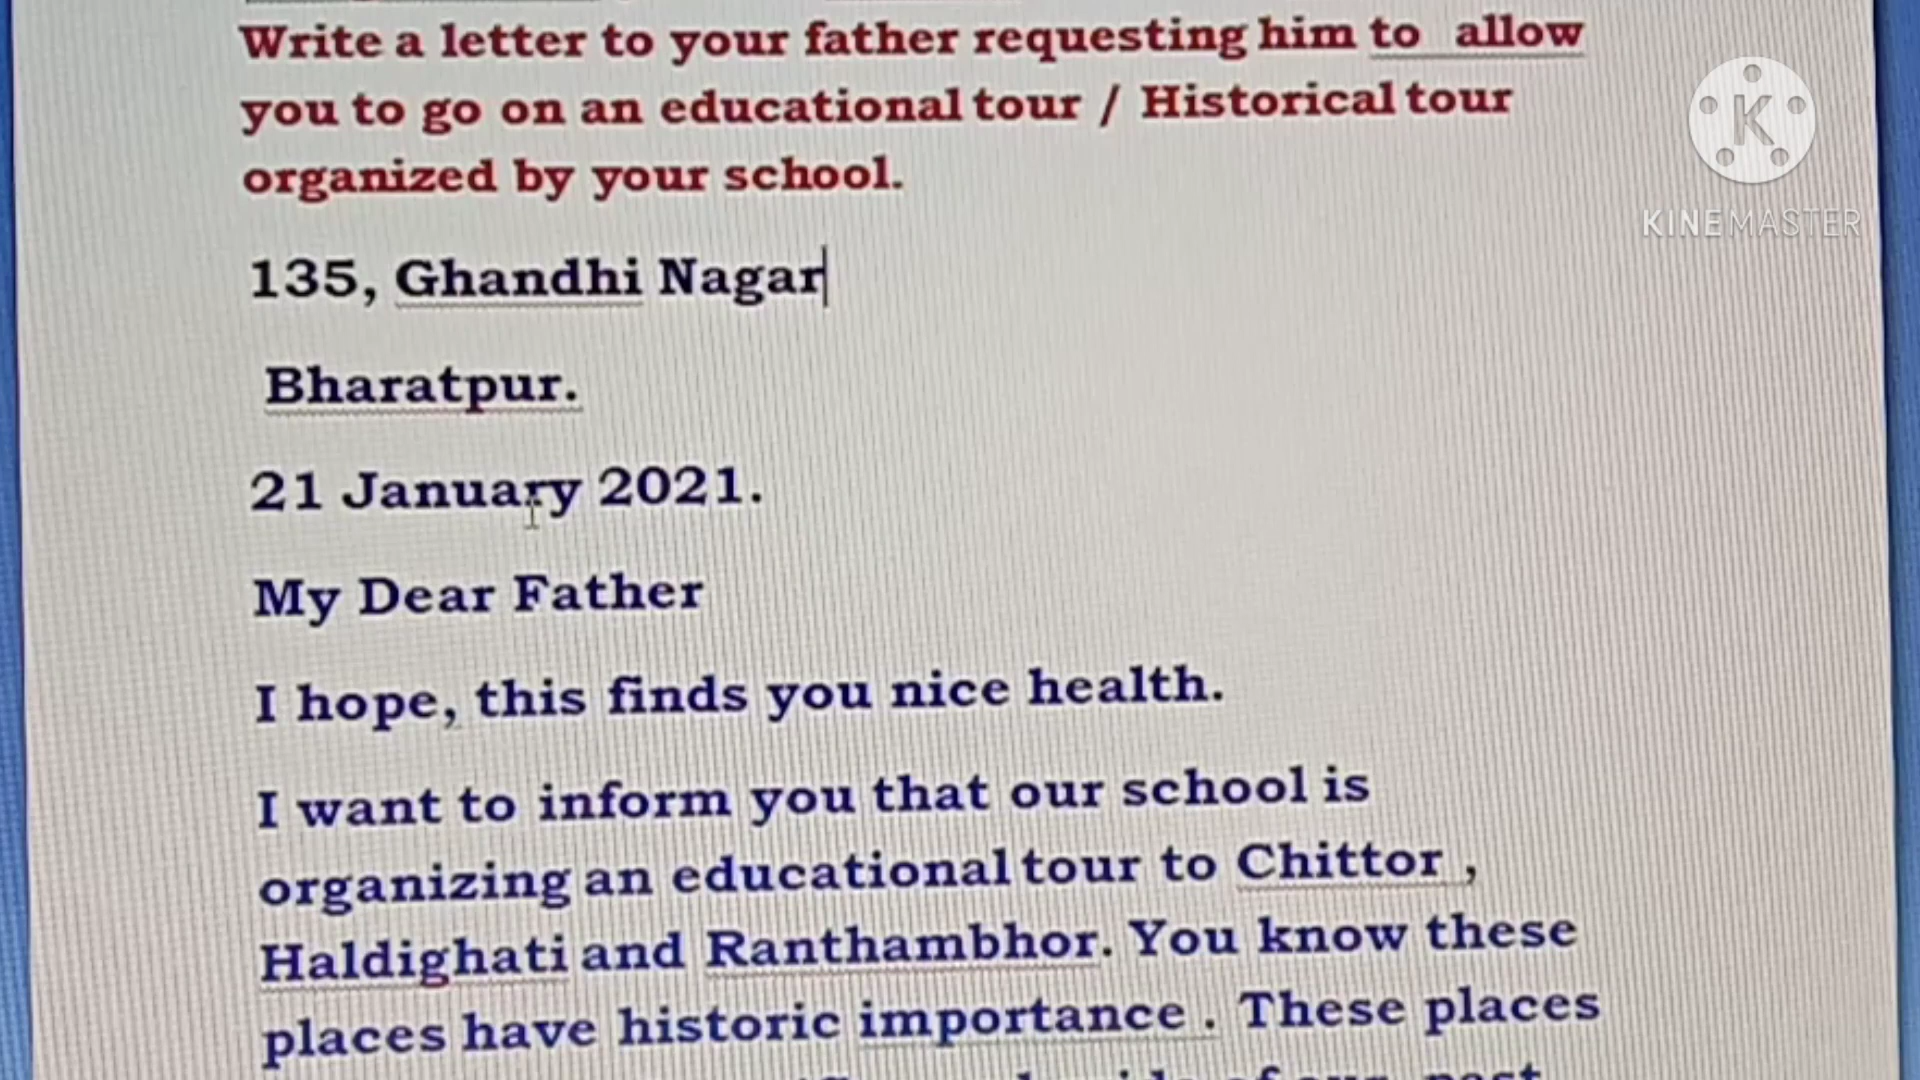 Write a letter to your father requesting him to allow
you to go on an educational tour / Historical tour
organized by your school.
KINEMASTER
135, Ghandhi Nagar
Bharatpur.
21 January 2021.
My Dear Father
I hope, this finds you nice health.
I want to inform you that our school is
organizing an educational tour to Chittor ,
Haldighati and Ranthambhor. You know these
places have historic importance . These places
of our past